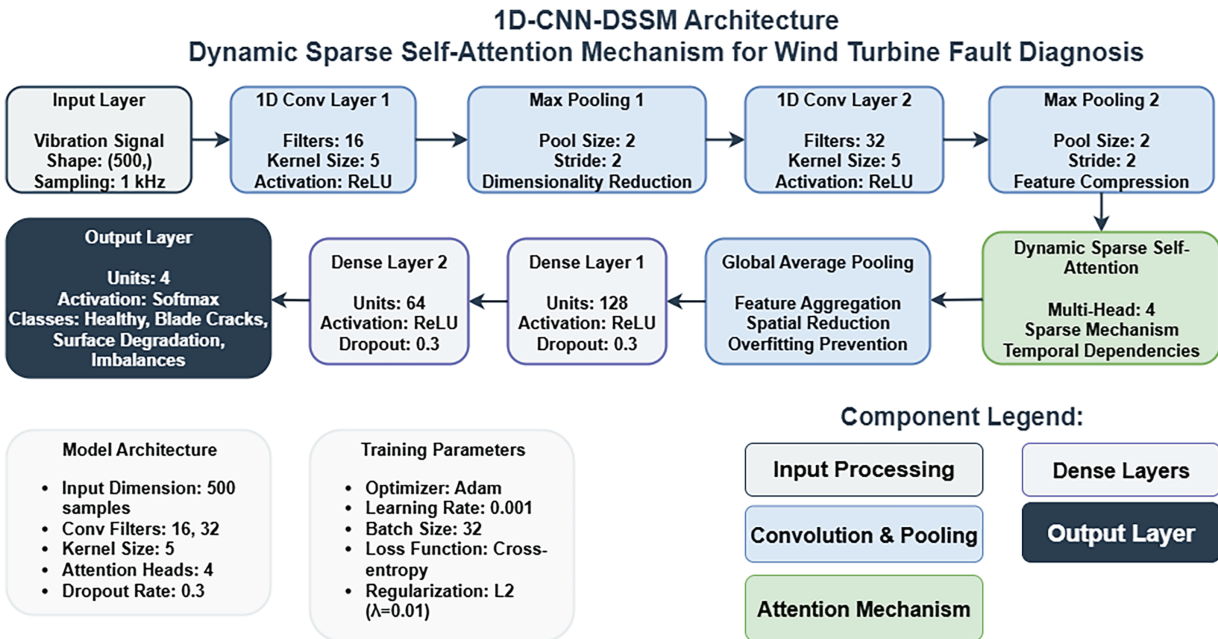 1D-CNN-DSSM Architecture
Dynamic Sparse Self-Attention Mechanism for Wind Turbine Fault Diagnosis
Input Layer
Vibration Signal
Shape: (500,)
Sampling: 1 kHz
1D Conv Layer 1
Filters: 16
Kernel Size: 5
Activation: ReLU
Max Pooling 1
Pool Size: 2
Stride: 2
Dimensionality Reduction
1D Conv Layer 2
Filters: 32
Kernel Size: 5
Activation: ReLU
Max Pooling 2
Pool Size: 2
Stride: 2
Feature Compression
Output Layer
Units: 4
Activation: Softmax
Classes: Healthy, Blade Cracks,
Surface Degradation,
Imbalances
Dense Layer 2
Units: 64
Activation: ReLU
Dropout: 0.3
Dense Layer 1
Units: 128
Activation: ReLU
Dropout: 0.3
Global Average Pooling
Feature Aggregation
Spatial Reduction
Overfitting Prevention
Dynamic Sparse Self-
Attention
Multi-Head: 4
Sparse Mechanism
Temporal Dependencies
Model Architecture
• Input Dimension: 500
samples
• Conv Filters: 16, 32
• Kernel Size: 5
• Attention Heads: 4
• Dropout Rate: 0.3
Training Parameters
• Optimizer: Adam
• Learning Rate: 0.001
• Batch Size: 32
• Loss Function: Cross-
entropy
• Regularization: L2
(λ=0.01)
Component Legend:
Input Processing
Dense Layers
Convolution & Pooling
Output Layer
Attention Mechanism